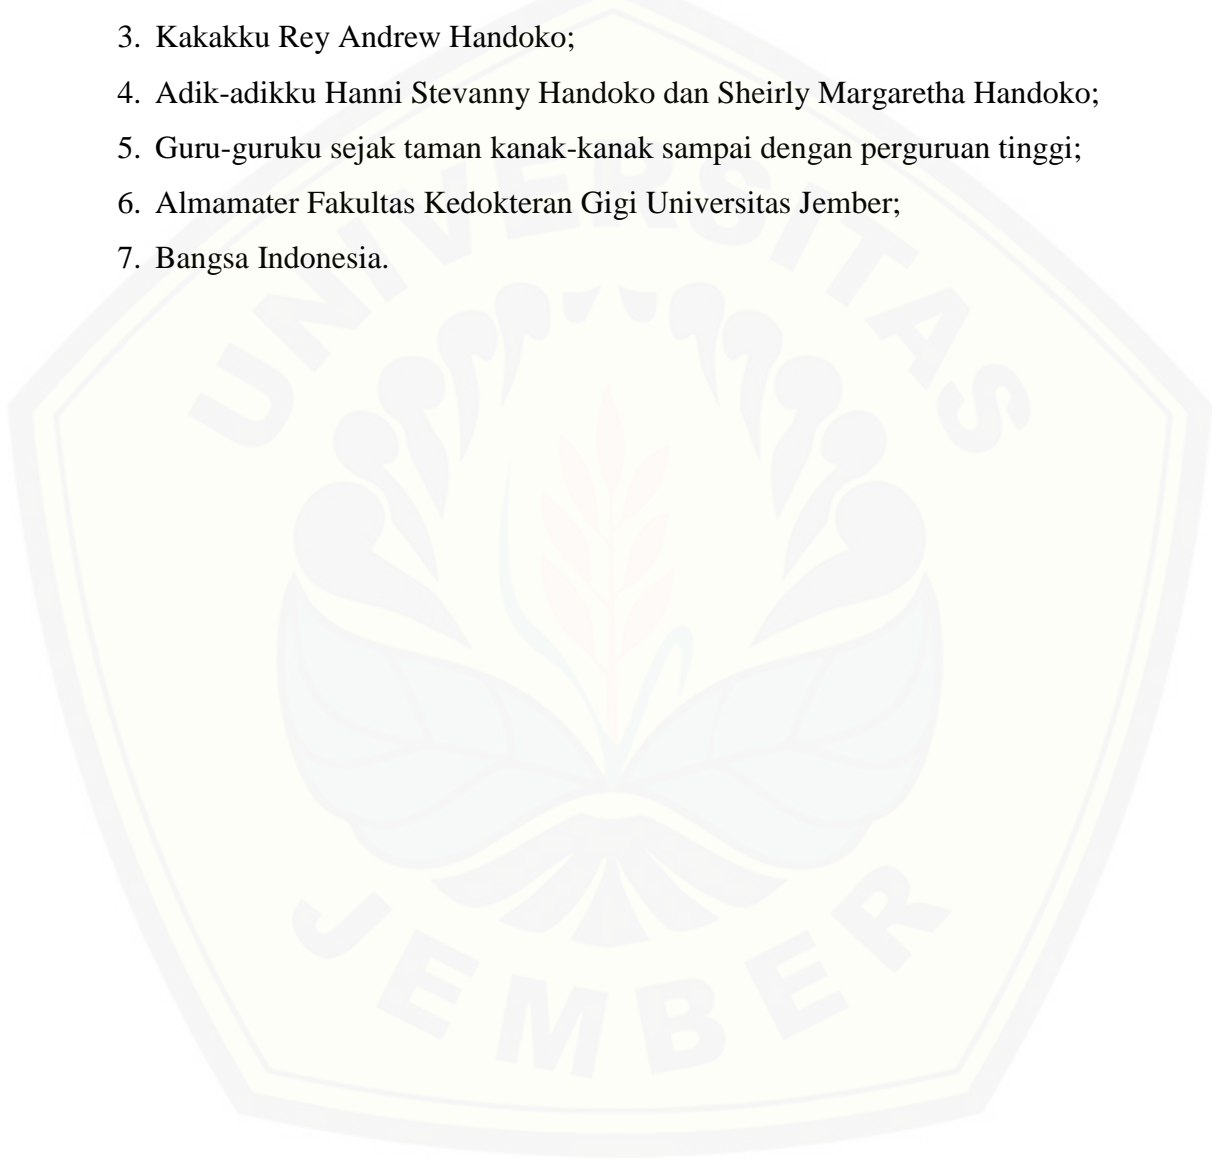 3. Kakakku Rey Andrew Handoko;
4. Adik-adikku Hanni Stevanny Handoko dan Sheirly Margaretha Handoko;
5. Guru-guruku sejak taman kanak-kanak sampai dengan perguruan tinggi;
6. Almamater Fakultas Kedokteran Gigi Universitas Jember;
7. Bangsa Indonesia.
UNIVERSITAS
JEMBER